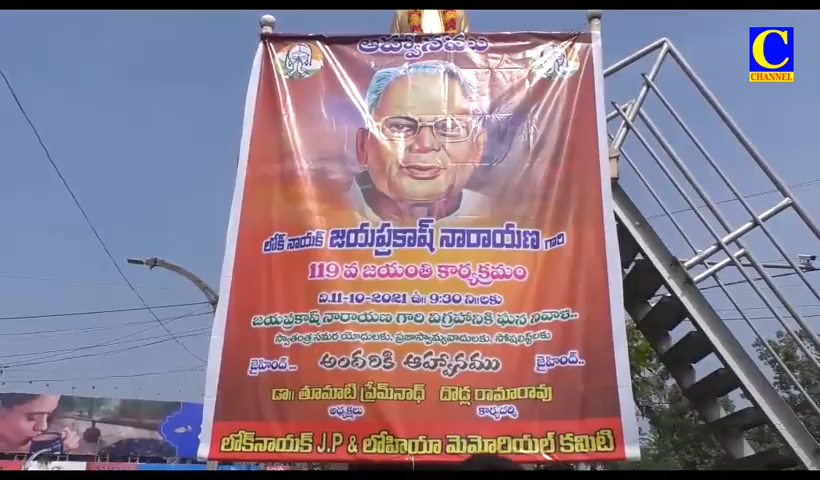 ఆహ్వానము
C
CHANNEL
లోక్ నాయక్ జయప్రకాష్ నారాయణ గారి
119 వ జయంతి కార్యక్రమం
ది.11-10-2021 ఉ॥ 9:30 ని॥లకు
జయప్రకాష్ నారాయణ గారి విగ్రహానికి ఘన నివాళి..
స్వాతంత్ర సమర యోధులకు, ప్రజాస్వామ్యవాదులకు, సోషలిస్ట్‌లకు
జైహింద్... అందరికి ఆహ్వానము జైహింద్..
డా॥ తూమాటి ప్రేమ్‌నాధ్ దొడ్ల రామారావు
అధ్యక్షులు కార్యదర్శి
లోక్‌నాయక్ J.P & లోహియా మెమోరియల్ కమిటి